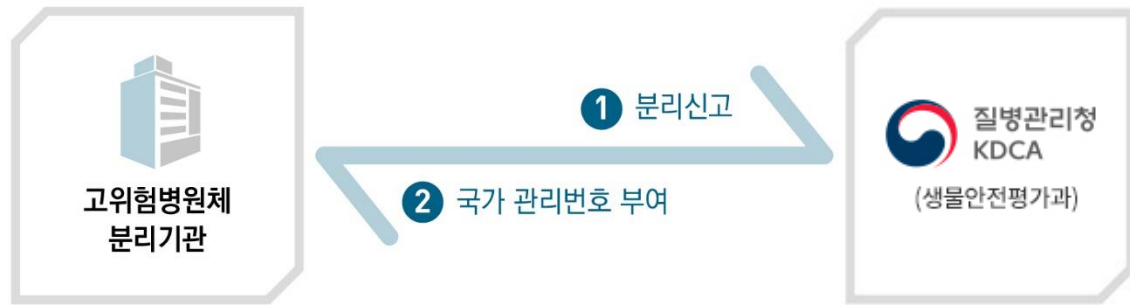 고위험병원체
분리기관
1 분리신고
2 국가 관리번호 부여
질병관리청
KDCA
(생물안전평가과)